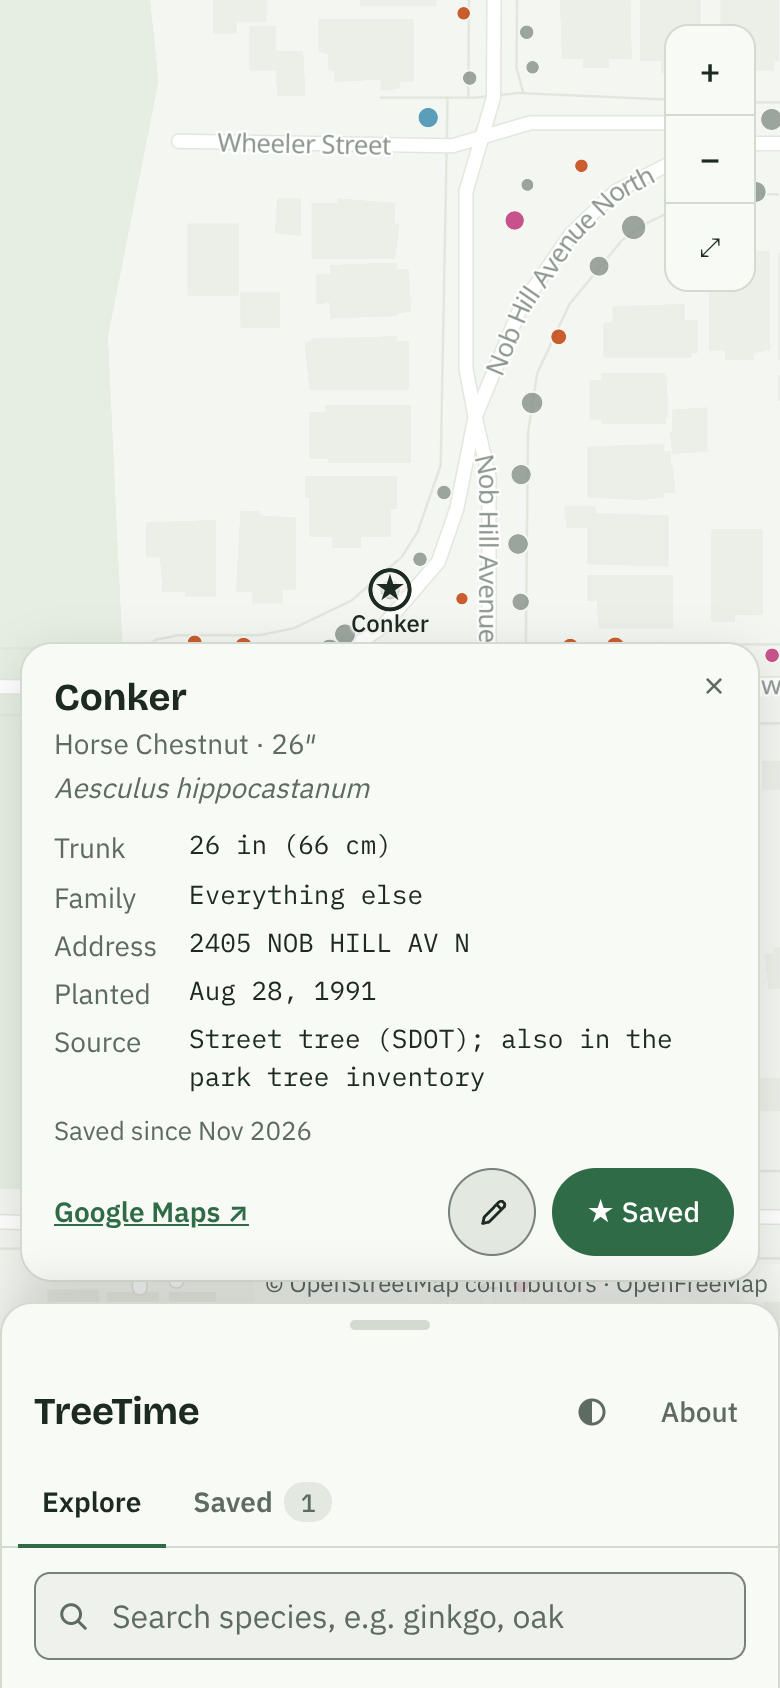 +
Wheeler Street
−
Nob Hill Avenue North
Nob Hill Avenue
Conker
W
Conker
×
Horse Chestnut · 26″
Aesculus hippocastanum
Trunk 26 in (66 cm)
Family Everything else
Address 2405 NOB HILL AV N
Planted Aug 28, 1991
Source Street tree (SDOT); also in the
park tree inventory
Saved since Nov 2026
Google Maps ↗
★ Saved
© OpenStreetMap contributors · OpenFreeMap
TreeTime
About
Explore
Saved 1
Search species, e.g. ginkgo, oak